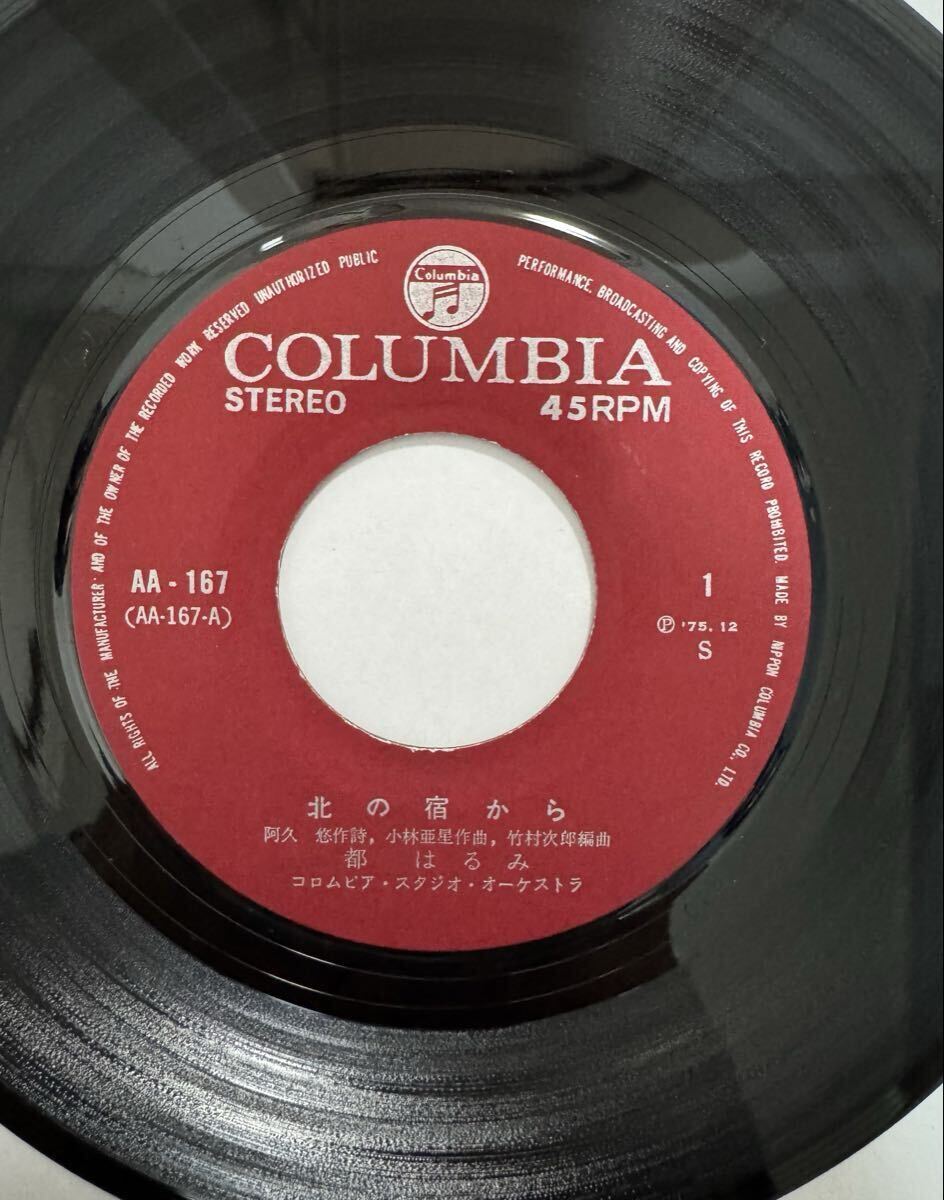 ALL RIGHTS OF THE MANUFACTURER AND OF THE OWNER OF THE RECORDED WORK RESERVED UNAUTHORIZED PUBLIC PERFORMANCE, BROADCASTING AND COPYING OF THIS RECORD PROHIBITED. MADE BY NIPPON COLUMBIA CO., LTD.
Columbia
COLUMBIA
STEREO 45RPM
AA-167 1
(AA-167-A) Ⓟ '75.12
S
北の宿から
阿久 悠作詩, 小林亜星作曲, 竹村次郎編曲
都 はるみ
コロムビア・スタジオ・オーケストラ